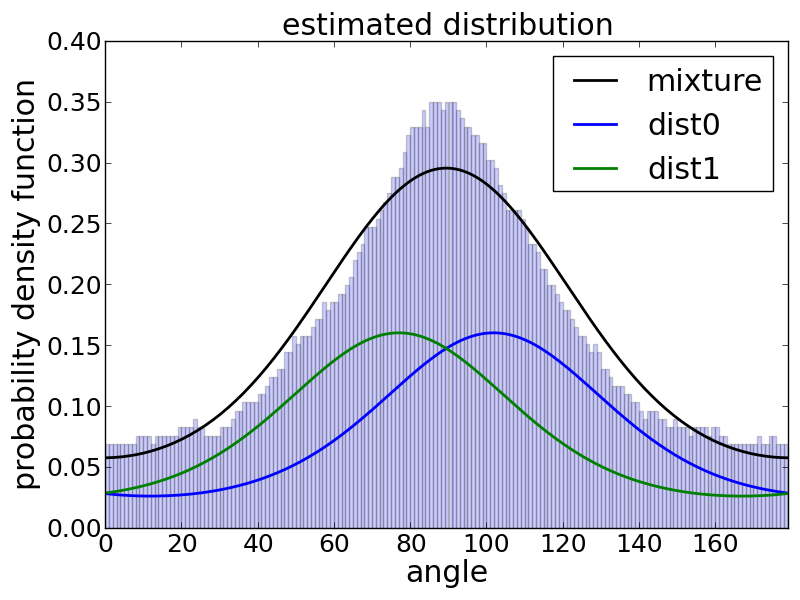 estimated distribution
probability density function
0.40
0.35
0.30
0.25
0.20
0.15
0.10
0.05
0.00
mixture
dist0
dist1
0 20 40 60 80 100 120 140 160
angle